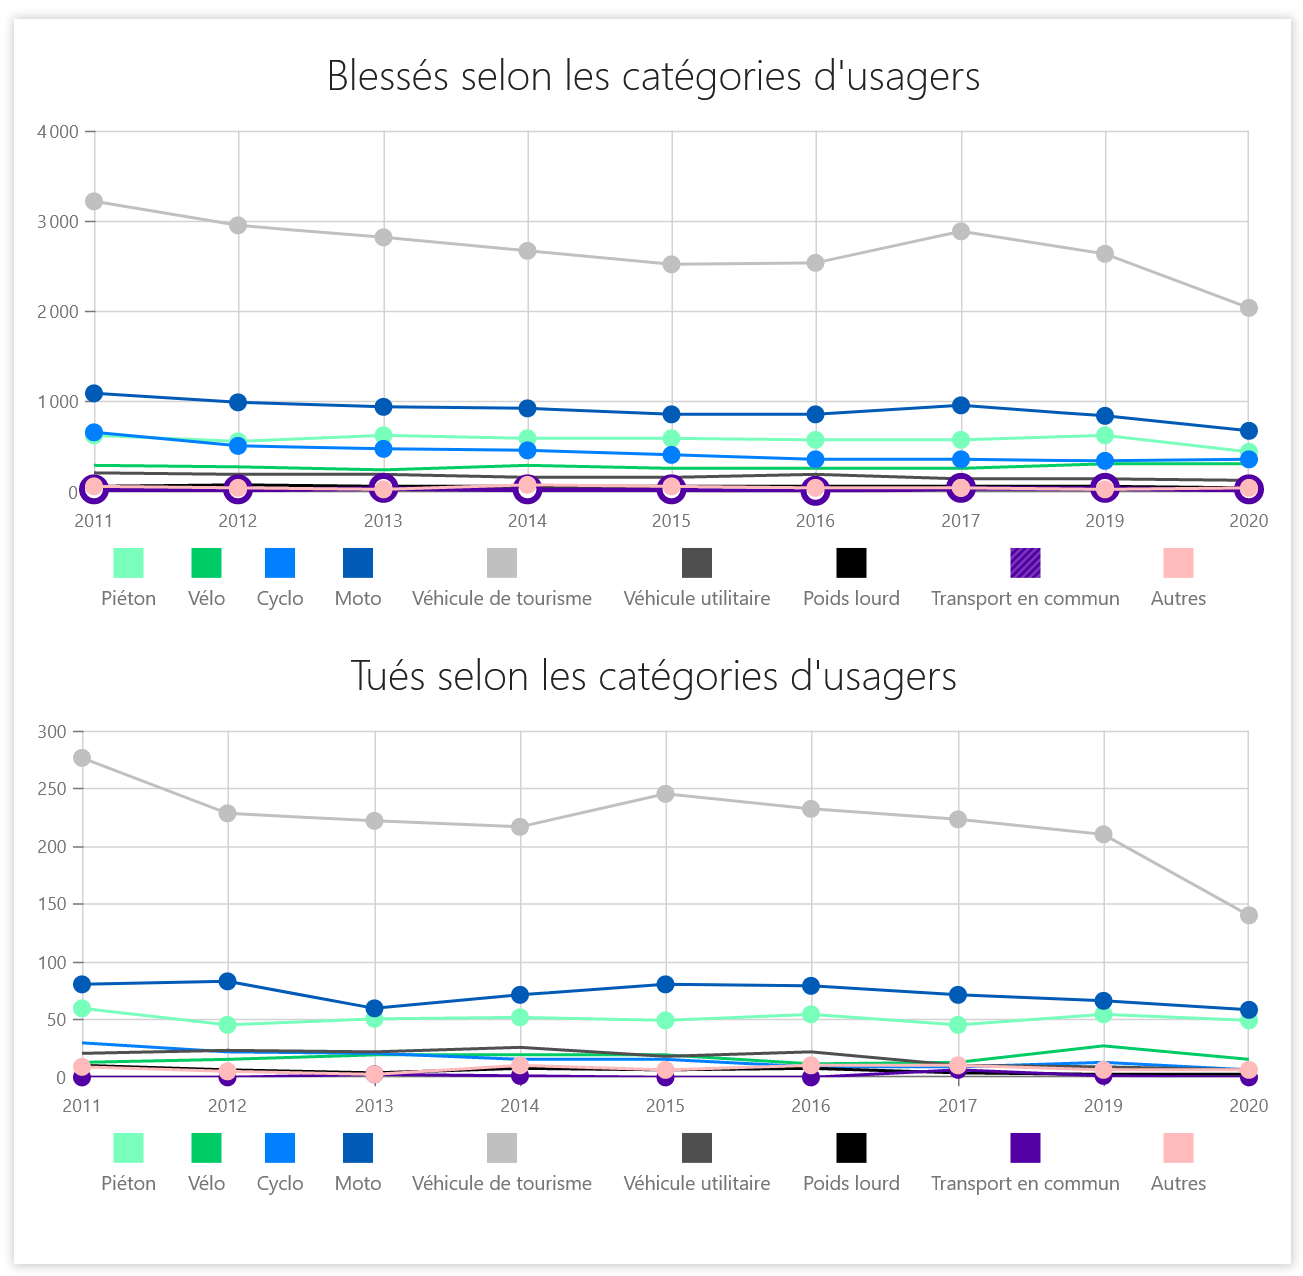 Blessés selon les catégories d'usagers
4 000
3 000
2 000
1 000
0
2011 2012 2013 2014 2015 2016 2017 2019 2020
Piéton Vélo Cyclo Moto Véhicule de tourisme Véhicule utilitaire Poids lourd Transport en commun Autres
Tués selon les catégories d'usagers
300
250
200
150
100
50
0
2011 2012 2013 2014 2015 2016 2017 2019 2020
Piéton Vélo Cyclo Moto Véhicule de tourisme Véhicule utilitaire Poids lourd Transport en commun Autres